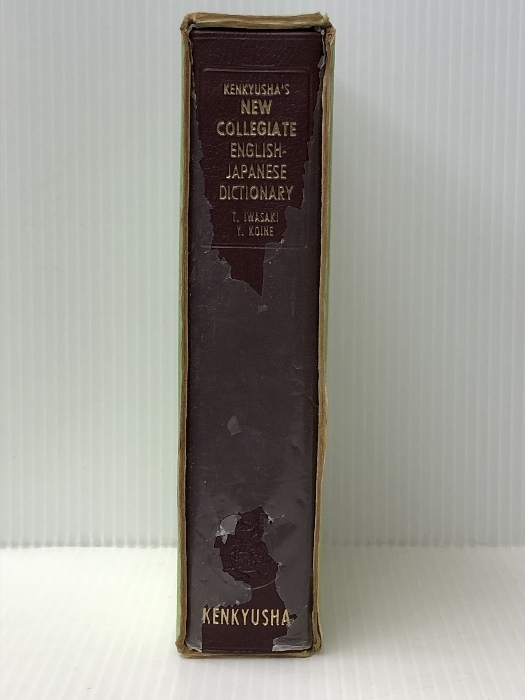 KENKYUSHA'S
NEW
COLLEGIATE
ENGLISH-
JAPANESE
DICTIONARY
T. IWASAKI
Y. KOINE
KENKYUSHA